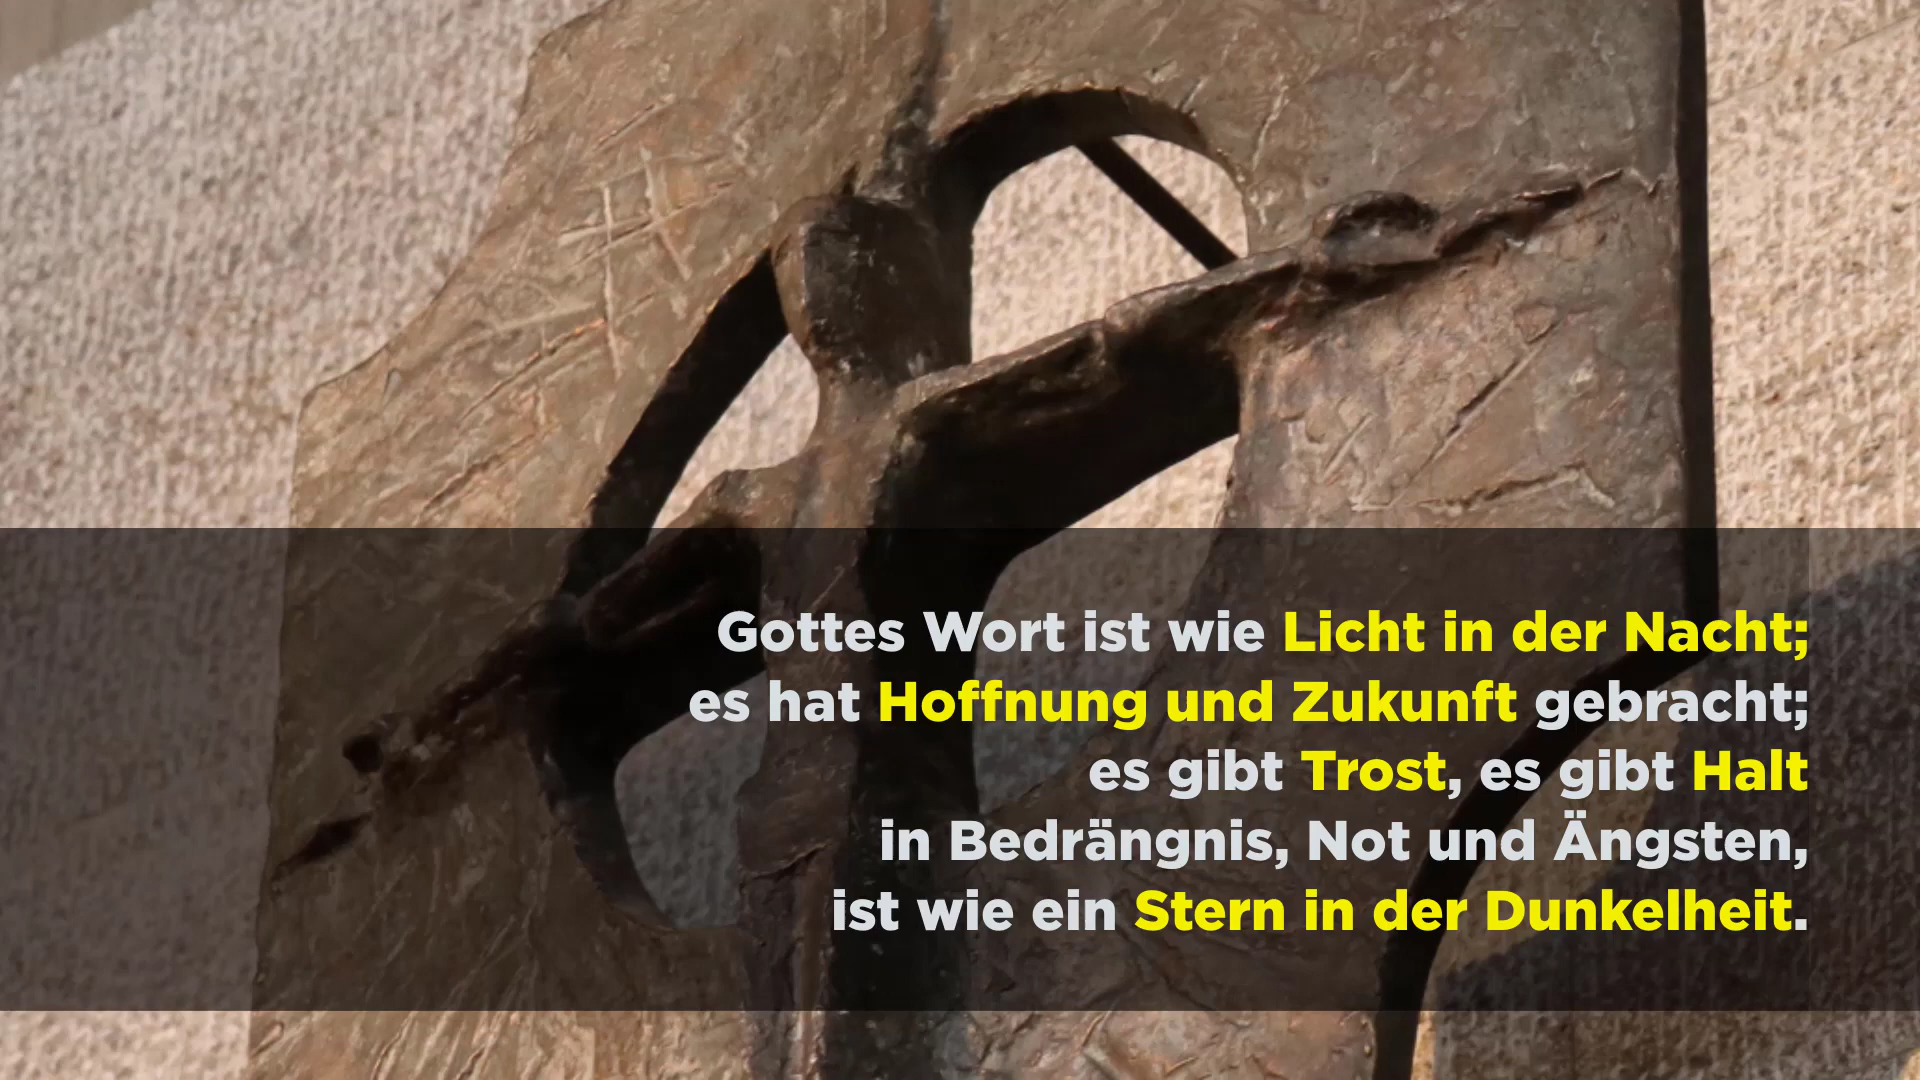 Gottes Wort ist wie Licht in der Nacht;
es hat Hoffnung und Zukunft gebracht;
es gibt Trost, es gibt Halt
in Bedrängnis, Not und Ängsten,
ist wie ein Stern in der Dunkelheit.